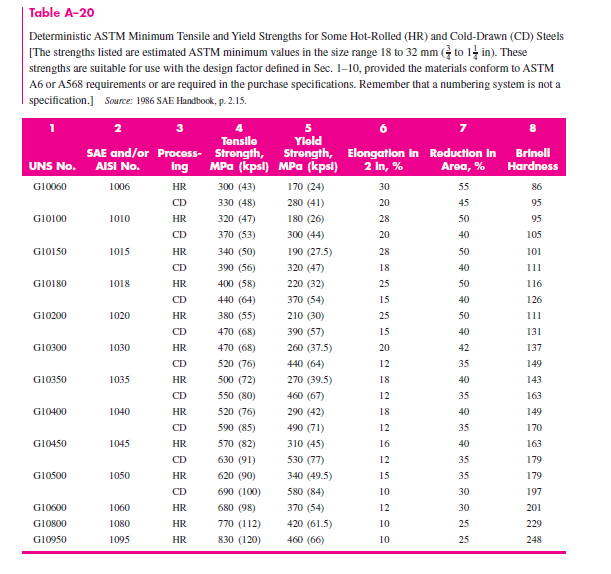 Table A–20
Deterministic ASTM Minimum Tensile and Yield Strengths for Some Hot-Rolled (HR) and Cold-Drawn (CD) Steels
[The strengths listed are estimated ASTM minimum values in the size range 18 to 32 mm (3/4 to 1 1/4 in). These
strengths are suitable for use with the design factor defined in Sec. 1–10, provided the materials conform to ASTM
A6 or A568 requirements or are required in the purchase specifications. Remember that a numbering system is not a
specification.] Source: 1986 SAE Handbook, p. 2.15.
1 2 3 4 5 6 7 8
Tensile Yield
SAE and/or Process- Strength, Strength, Elongation in Reduction in Brinell
UNS No. AISI No. ing MPa (kpsi) MPa (kpsi) 2 in, % Area, % Hardness
G10060 1006 HR 300 (43) 170 (24) 30 55 86
CD 330 (48) 280 (41) 20 45 95
G10100 1010 HR 320 (47) 180 (26) 28 50 95
CD 370 (53) 300 (44) 20 40 105
G10150 1015 HR 340 (50) 190 (27.5) 28 50 101
CD 390 (56) 320 (47) 18 40 111
G10180 1018 HR 400 (58) 220 (32) 25 50 116
CD 440 (64) 370 (54) 15 40 126
G10200 1020 HR 380 (55) 210 (30) 25 50 111
CD 470 (68) 390 (57) 15 40 131
G10300 1030 HR 470 (68) 260 (37.5) 20 42 137
CD 520 (76) 440 (64) 12 35 149
G10350 1035 HR 500 (72) 270 (39.5) 18 40 143
CD 550 (80) 460 (67) 12 35 163
G10400 1040 HR 520 (76) 290 (42) 18 40 149
CD 590 (85) 490 (71) 12 35 170
G10450 1045 HR 570 (82) 310 (45) 16 40 163
CD 630 (91) 530 (77) 12 35 179
G10500 1050 HR 620 (90) 340 (49.5) 15 35 179
CD 690 (100) 580 (84) 10 30 197
G10600 1060 HR 680 (98) 370 (54) 12 30 201
G10800 1080 HR 770 (112) 420 (61.5) 10 25 229
G10950 1095 HR 830 (120) 460 (66) 10 25 248